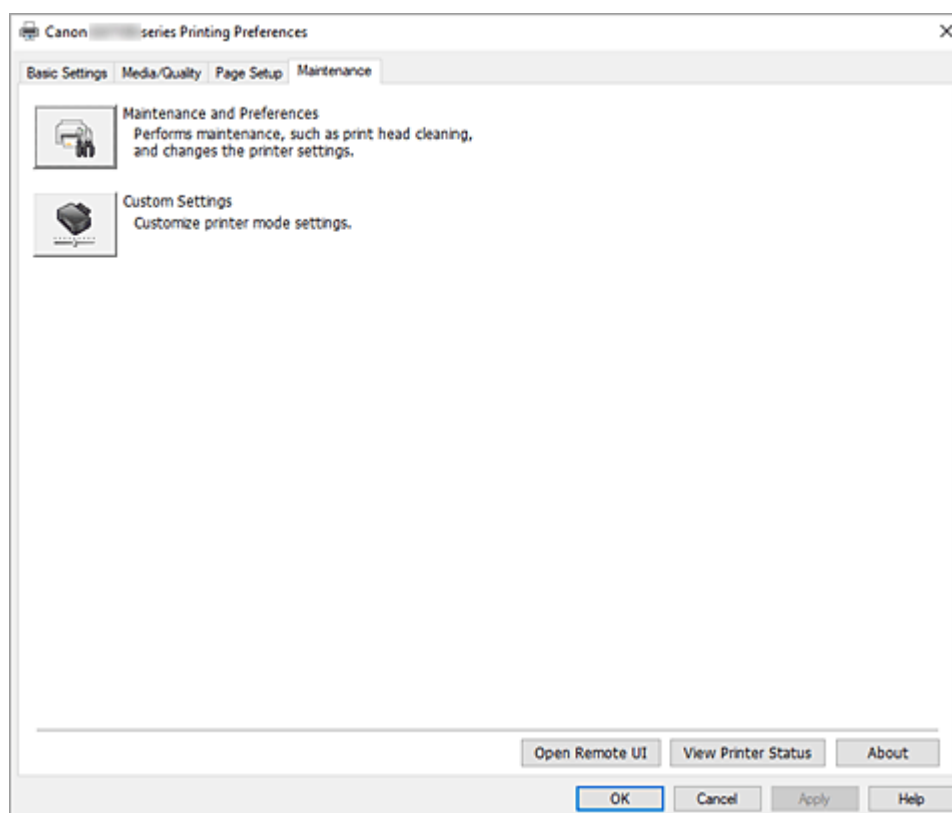 Canon series Printing Preferences
Basic Settings Media/Quality Page Setup Maintenance
Maintenance and Preferences
Performs maintenance, such as print head cleaning,
and changes the printer settings.
Custom Settings
Customize printer mode settings.
Open Remote UI View Printer Status About
OK Cancel Apply Help